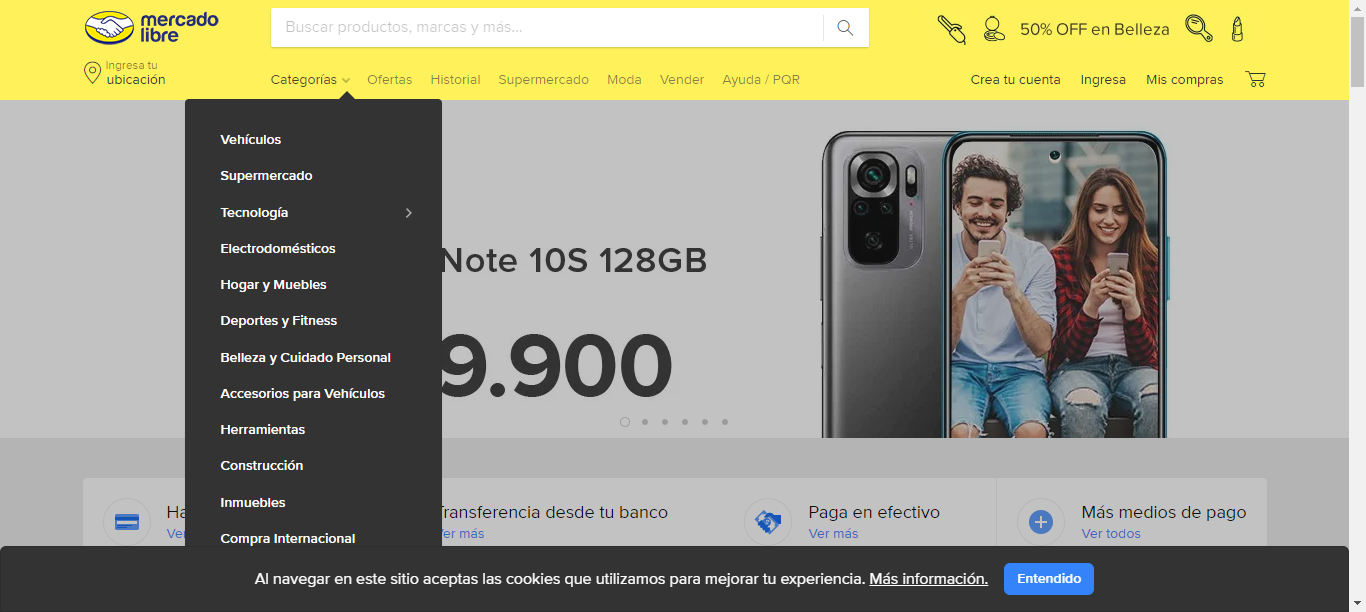 mercado
libre
Buscar productos, marcas y más...
50% OFF en Belleza
Ingresa tu
ubicación
Categorías Ofertas Historial Supermercado Moda Vender Ayuda / PQR
Crea tu cuenta Ingresa Mis compras
Vehículos
Supermercado
Tecnología
Electrodomésticos
Hogar y Muebles
Deportes y Fitness
Belleza y Cuidado Personal
Accesorios para Vehículos
Herramientas
Construcción
Inmuebles
Compra Internacional
Note 10S 128GB
9.900
Transferencia desde tu banco
Ver más
Paga en efectivo
Ver más
Más medios de pago
Ver todos
Al navegar en este sitio aceptas las cookies que utilizamos para mejorar tu experiencia. Más información.
Entendido